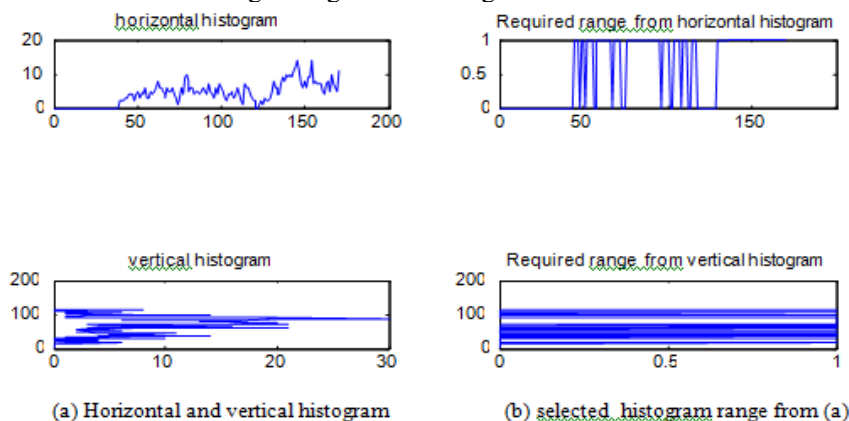 horizontal histogram
20
10
0
0 50 100 150 200
Required range from horizontal histogram
1
0.5
0
50 150
vertical histogram
200
100
0
0 10 20 30
Required range from vertical histogram
200
100
0
0 0.5 1
(a) Horizontal and vertical histogram
(b) selected histogram range from (a)